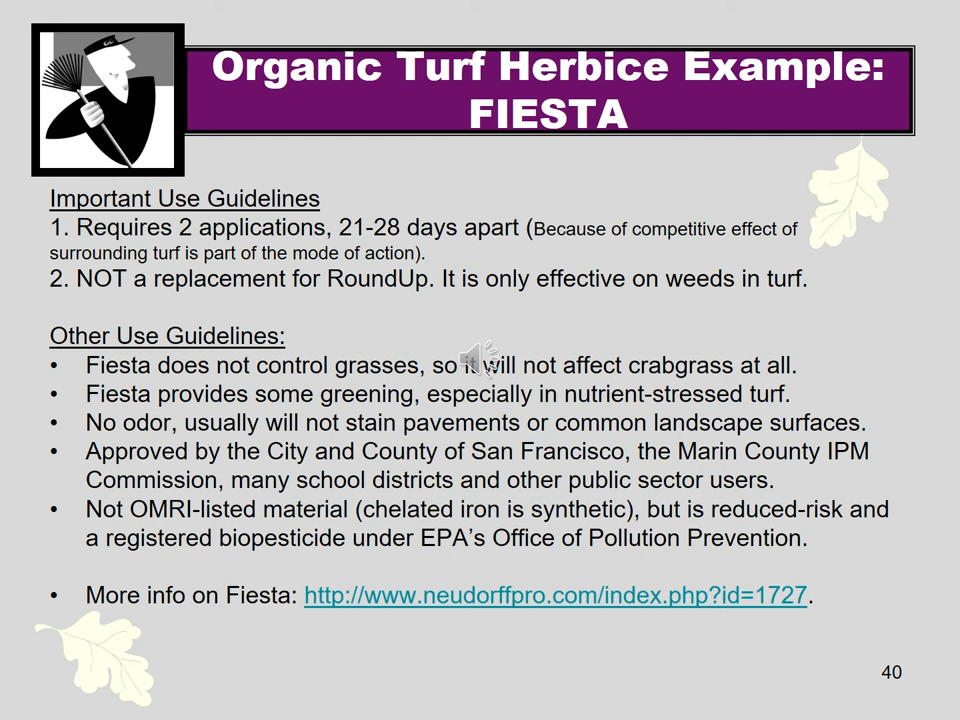 Organic Turf Herbice Example:
FIESTA
Important Use Guidelines
1. Requires 2 applications, 21-28 days apart (Because of competitive effect of
surrounding turf is part of the mode of action).
2. NOT a replacement for RoundUp. It is only effective on weeds in turf.
Other Use Guidelines:
• Fiesta does not control grasses, so it will not affect crabgrass at all.
• Fiesta provides some greening, especially in nutrient-stressed turf.
• No odor, usually will not stain pavements or common landscape surfaces.
• Approved by the City and County of San Francisco, the Marin County IPM
Commission, many school districts and other public sector users.
• Not OMRI-listed material (chelated iron is synthetic), but is reduced-risk and
a registered biopesticide under EPA’s Office of Pollution Prevention.
• More info on Fiesta: http://www.neudorffpro.com/index.php?id=1727.
40